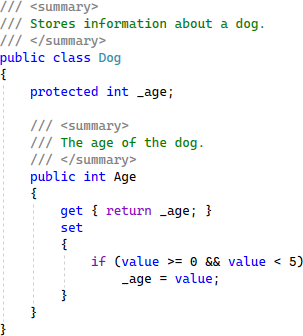 /// <summary>
/// Stores information about a dog.
/// </summary>
public class Dog
{
    protected int _age;

    /// <summary>
    /// The age of the dog.
    /// </summary>
    public int Age
    {
        get { return _age; }
        set
        {
            if (value >= 0 && value < 5)
                _age = value;
        }
    }
}